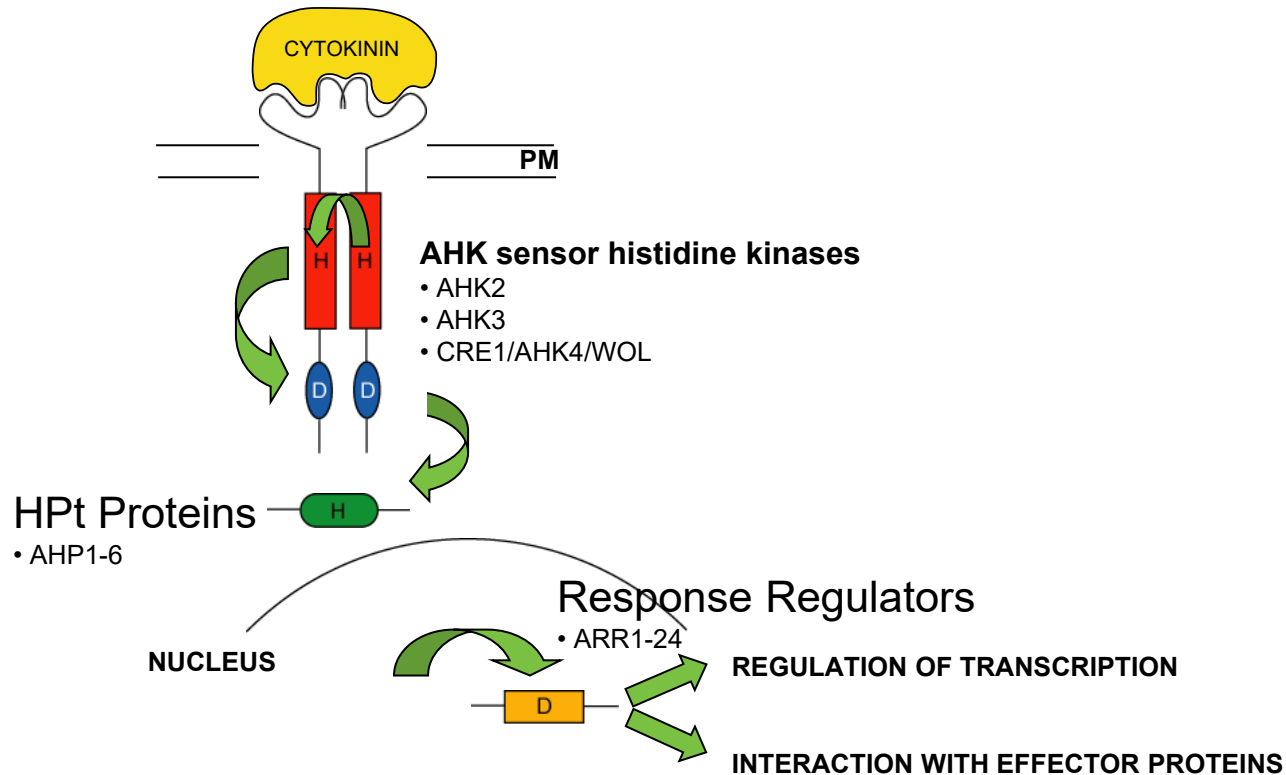 CYTOKININ
PM
H H
AHK sensor histidine kinases
• AHK2
• AHK3
• CRE1/AHK4/WOL
D D
HPt Proteins
H
• AHP1-6
Response Regulators
• ARR1-24
NUCLEUS
REGULATION OF TRANSCRIPTION
D
INTERACTION WITH EFFECTOR PROTEINS